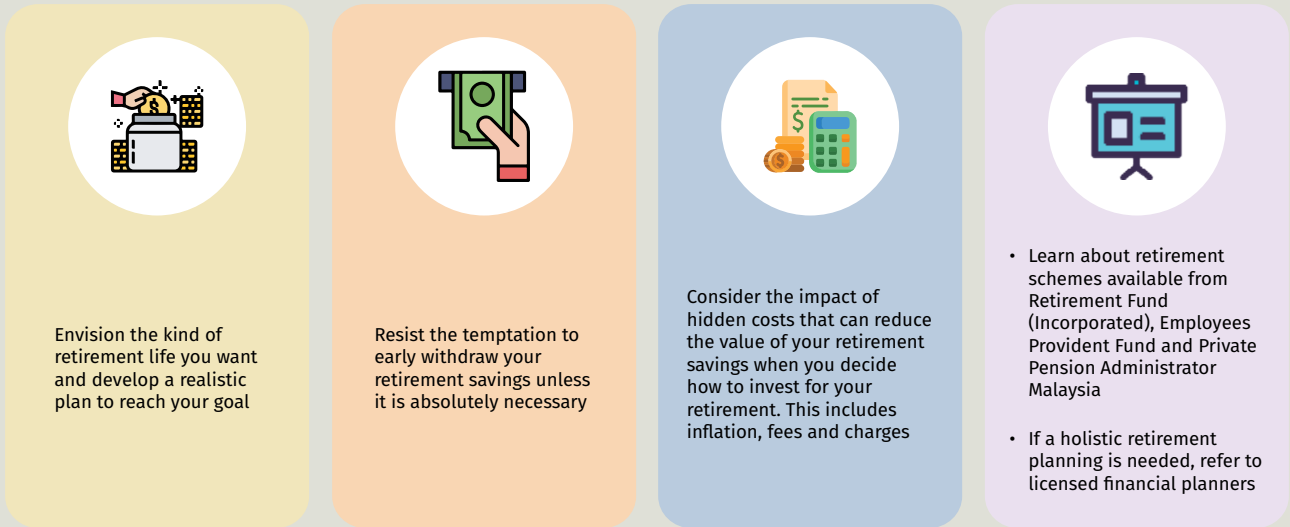 Envision the kind of
retirement life you want
and develop a realistic
plan to reach your goal
Resist the temptation to
early withdraw your
retirement savings unless
it is absolutely necessary
Consider the impact of
hidden costs that can reduce
the value of your retirement
savings when you decide
how to invest for your
retirement. This includes
inflation, fees and charges
• Learn about retirement
schemes available from
Retirement Fund
(Incorporated), Employees
Provident Fund and Private
Pension Administrator
Malaysia
• If a holistic retirement
planning is needed, refer to
licensed financial planners